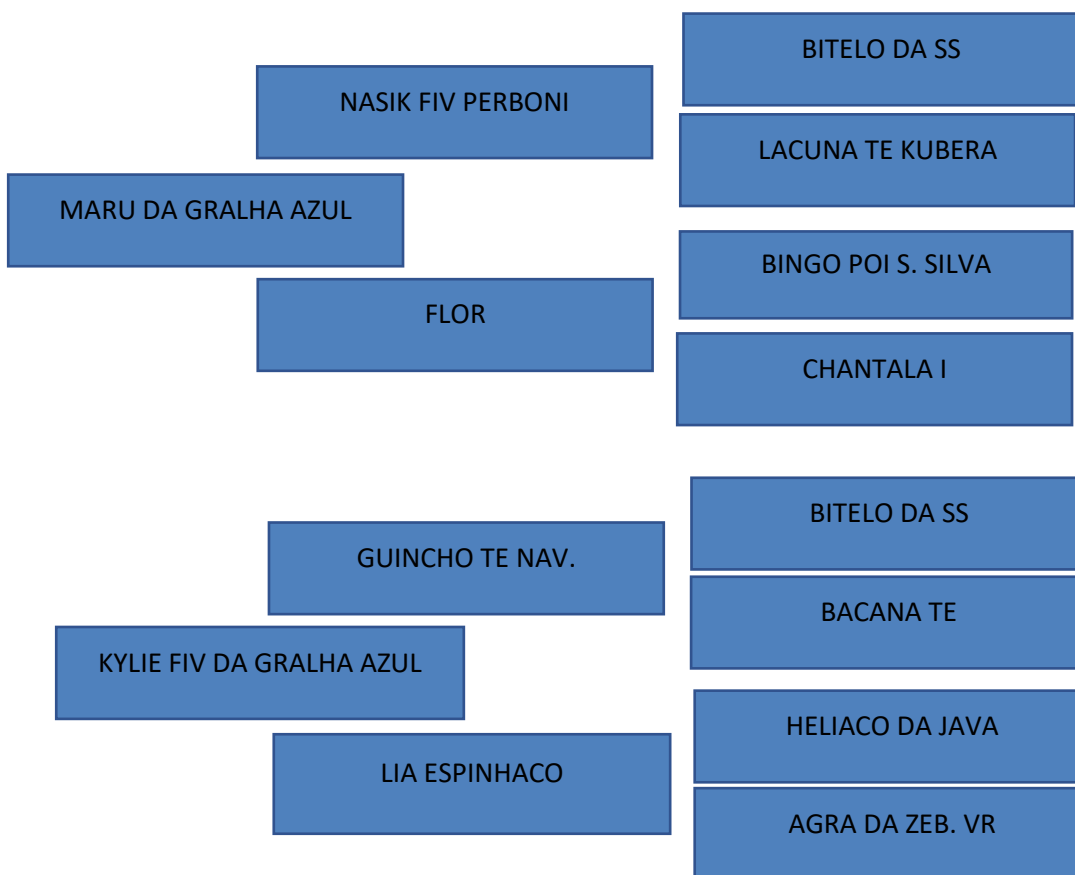 BITELO DA SS
NASIK FIV PERBONI
LACUNA TE KUBERA
MARU DA GRALHA AZUL
BINGO POI S. SILVA
FLOR
CHANTALA I
BITELO DA SS
GUINCHO TE NAV.
BACANA TE
KYLIE FIV DA GRALHA AZUL
HELIACO DA JAVA
LIA ESPINHACO
AGRA DA ZEB. VR